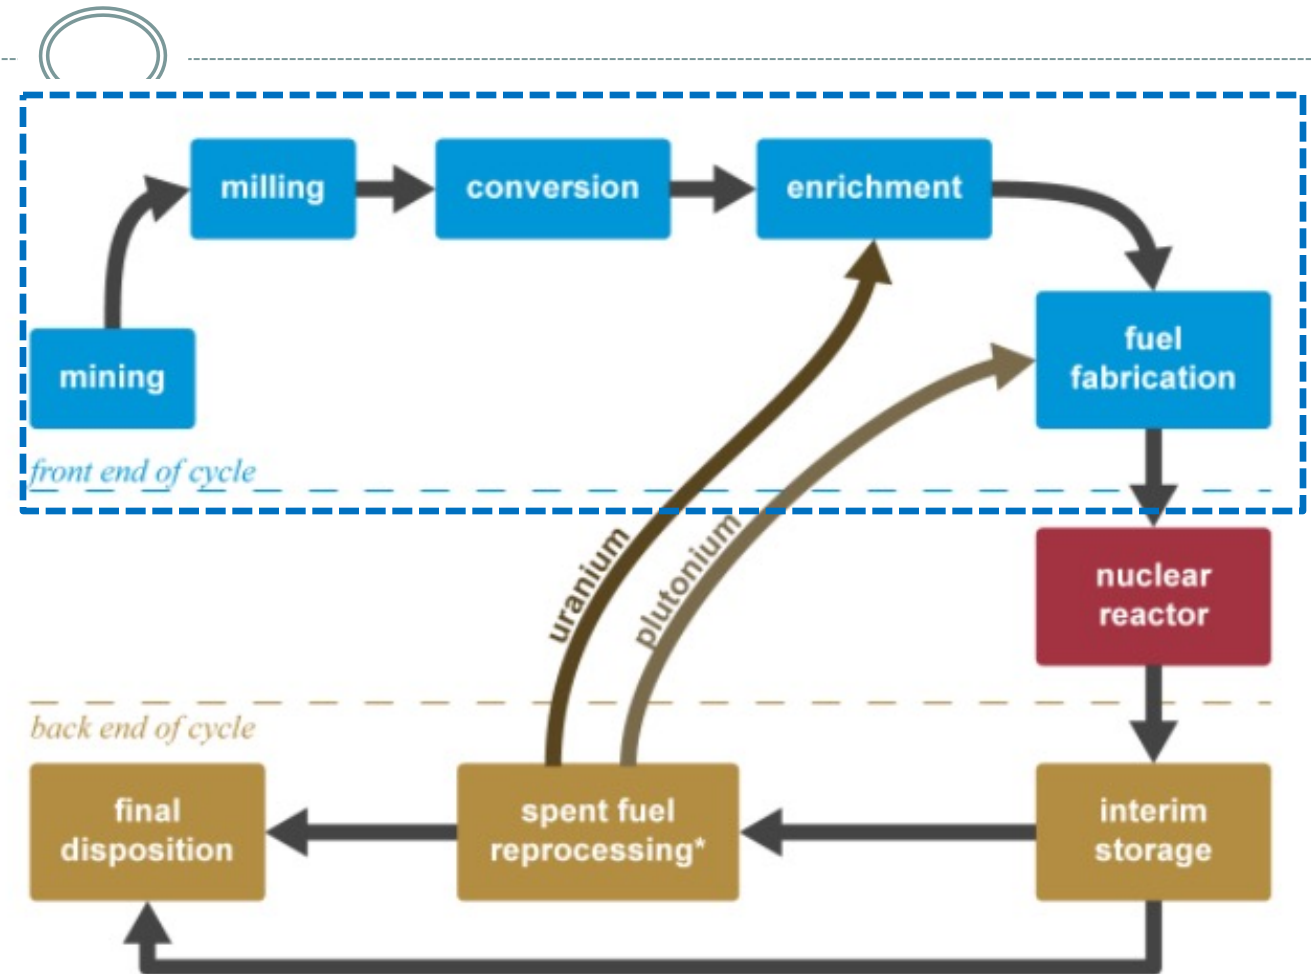 milling
conversion
enrichment
mining
fuel
fabrication
front end of cycle
uranium
plutonium
nuclear
reactor
back end of cycle
final
disposition
spent fuel
reprocessing*
interim
storage